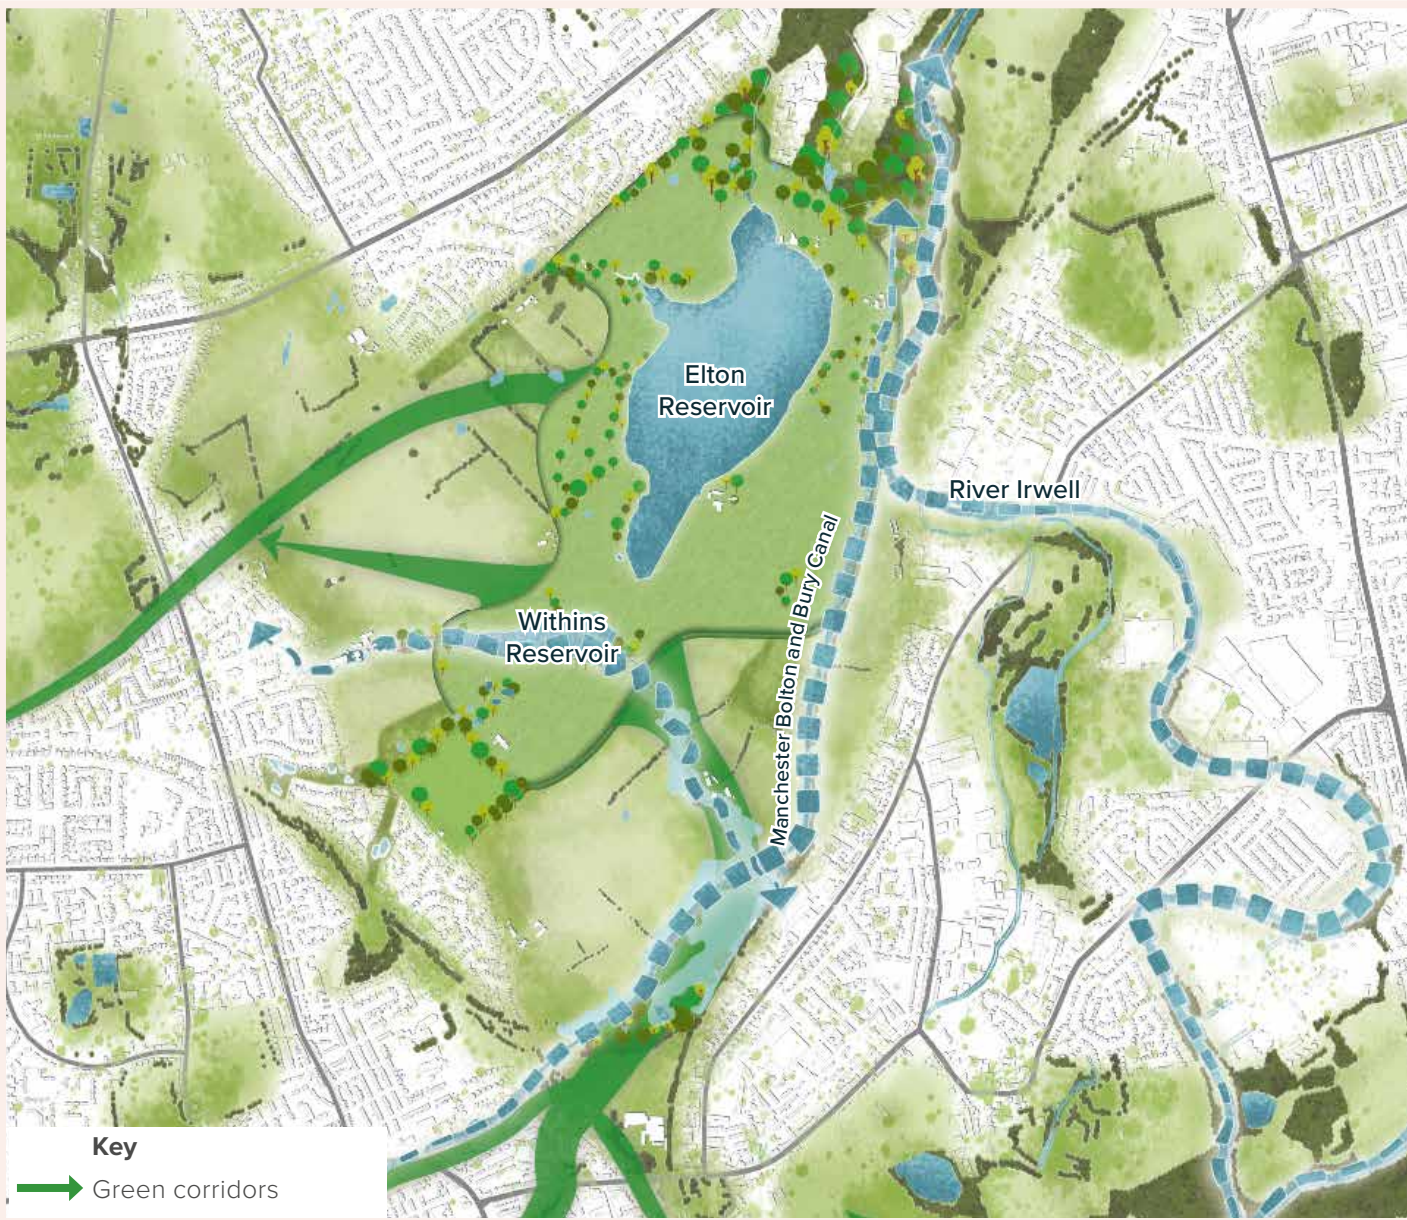 Elton
Reservoir
River Irwell
Manchester Bolton and Bury Canal
Withins
Reservoir
Key
Green corridors